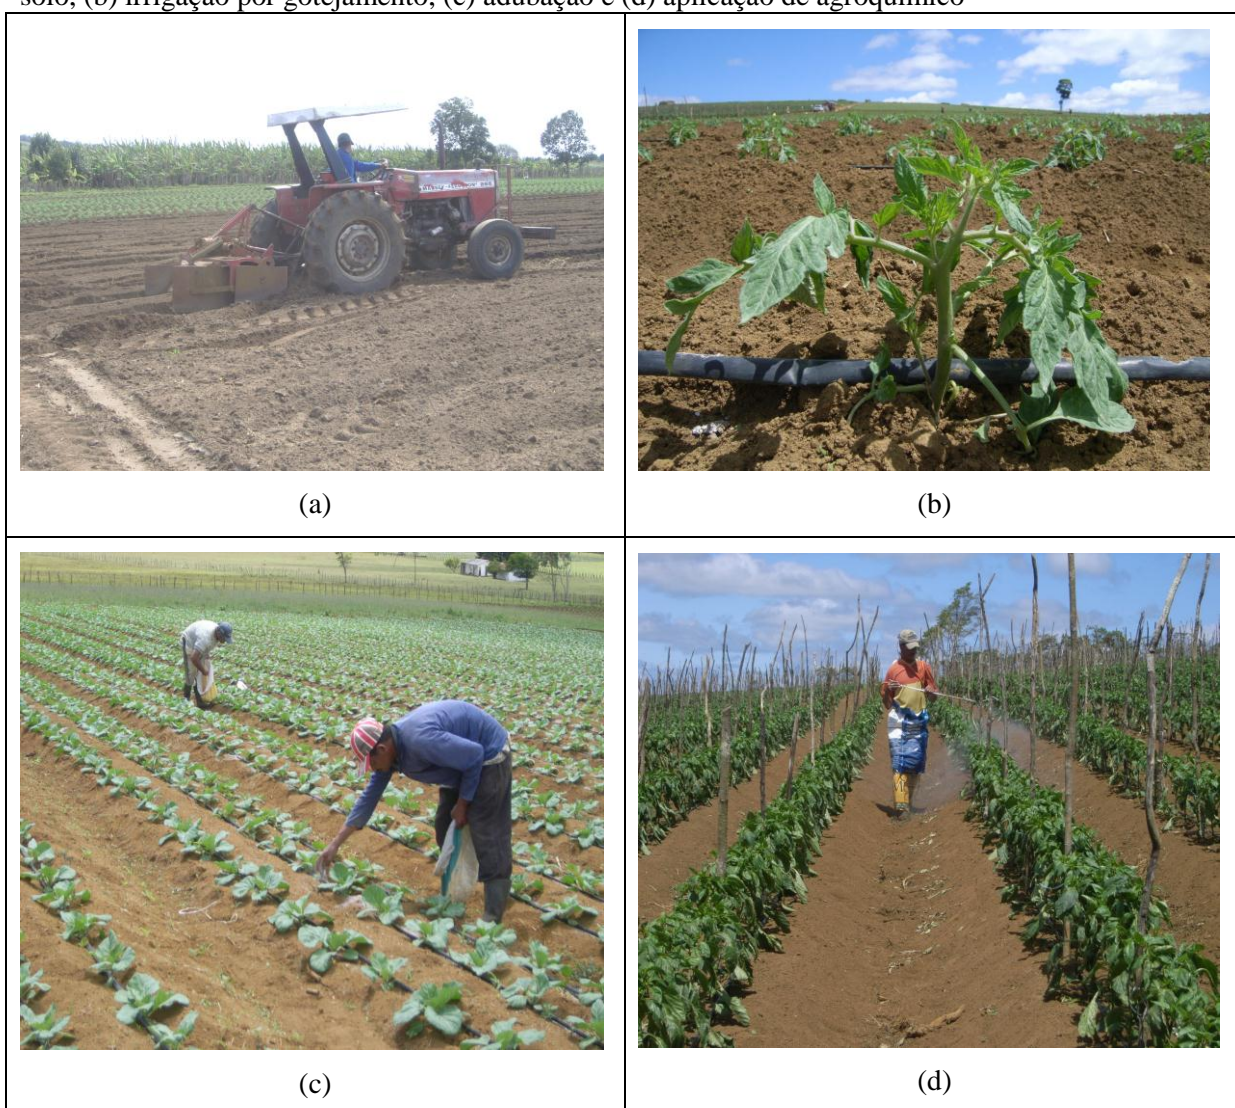 solo; (b) irrigação por gotejamento; (c) adubação e (d) aplicação de agroquímico
(a)
(b)
(c)
(d)